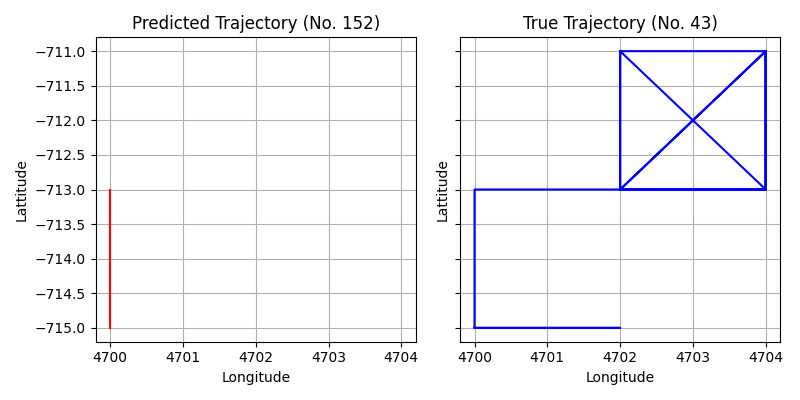 Predicted Trajectory (No. 152)
True Trajectory (No. 43)
−711.0
−711.5
−712.0
−712.5
−713.0
−713.5
−714.0
−714.5
−715.0
Lattitude
Lattitude
4700 4701 4702 4703 4704
4700 4701 4702 4703 4704
Longitude
Longitude